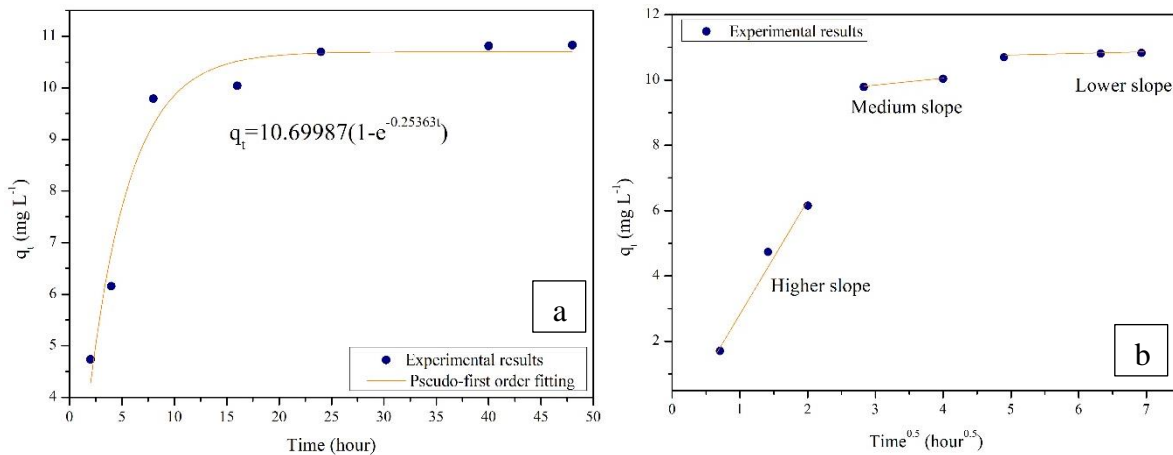 11
10
9
8
7
6
5
4
q_t (mg L^-1)
q_t=10.69987(1-e^-0.25363t)
a
Experimental results
Pseudo-first order fitting
0 5 10 15 20 25 30 35 40 45 50
Time (hour)
12
10
8
6
4
2
q_t (mg L^-1)
Experimental results
Lower slope
Medium slope
Higher slope
b
0 1 2 3 4 5 6 7
Time^0.5 (hour^0.5)